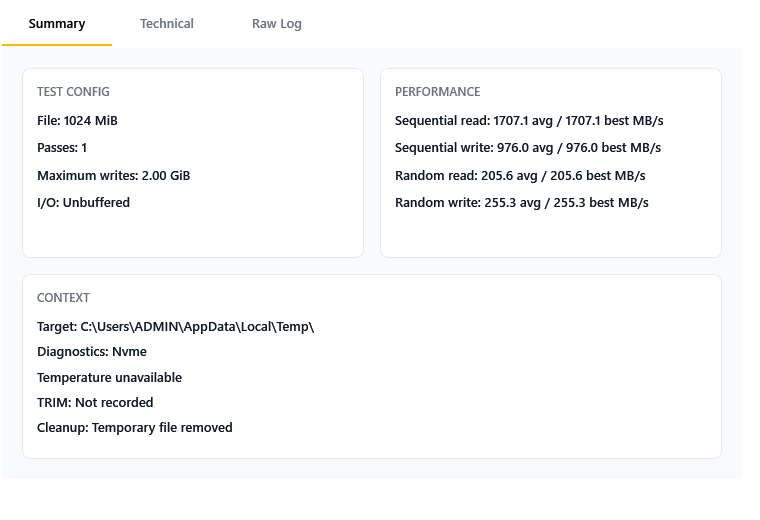 Summary Technical Raw Log
TEST CONFIG
File: 1024 MiB
Passes: 1
Maximum writes: 2.00 GiB
I/O: Unbuffered
PERFORMANCE
Sequential read: 1707.1 avg / 1707.1 best MB/s
Sequential write: 976.0 avg / 976.0 best MB/s
Random read: 205.6 avg / 205.6 best MB/s
Random write: 255.3 avg / 255.3 best MB/s
CONTEXT
Target: C:\Users\ADMIN\AppData\Local\Temp\
Diagnostics: Nvme
Temperature unavailable
TRIM: Not recorded
Cleanup: Temporary file removed